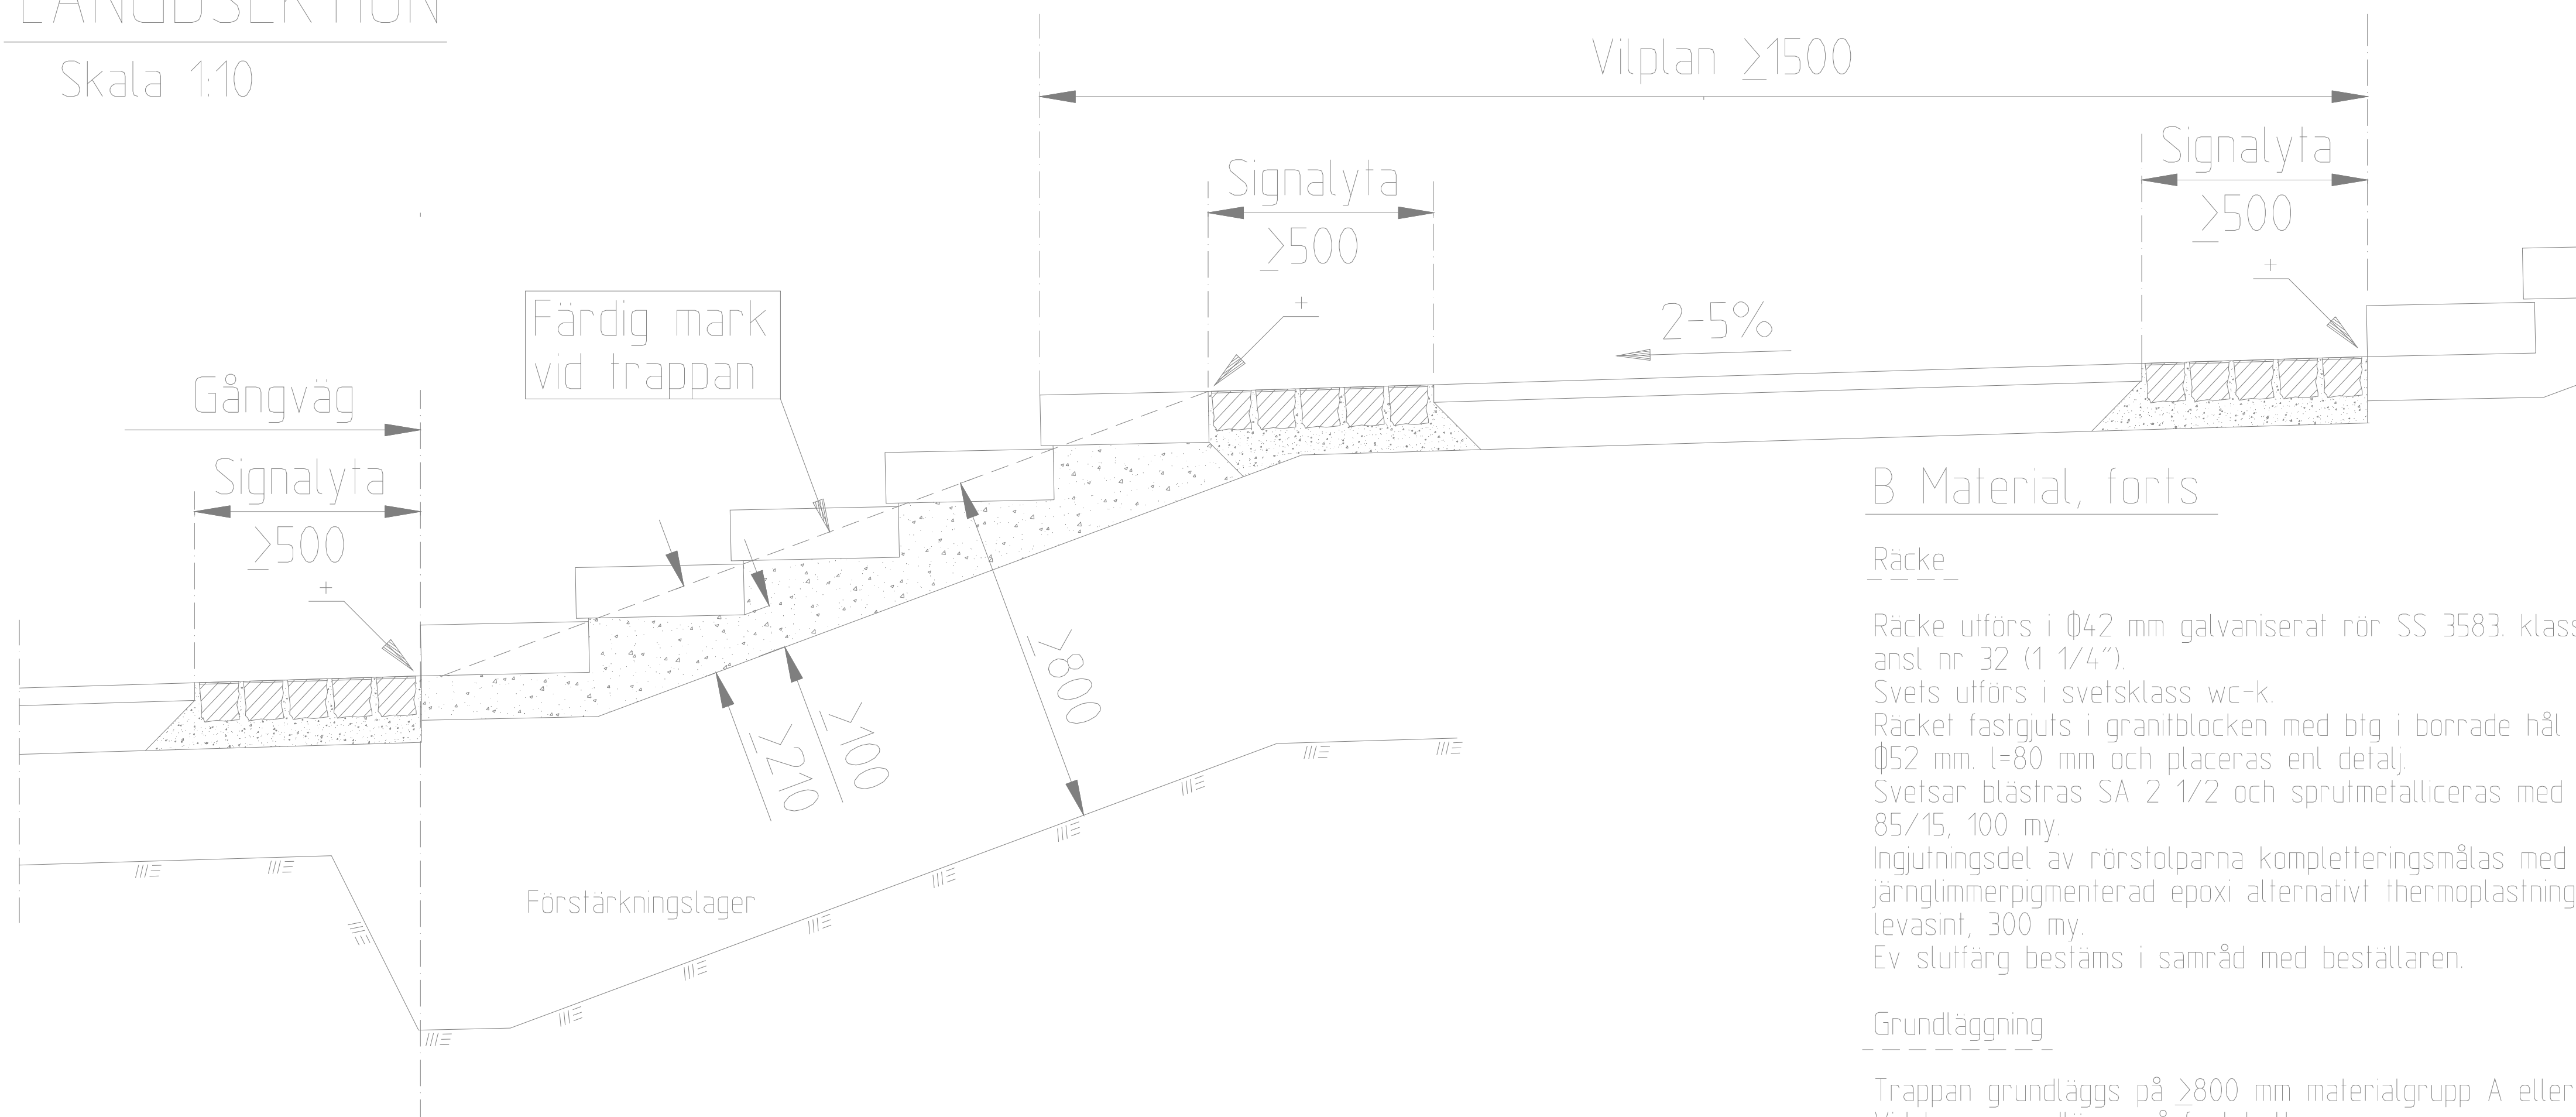 LÄNGDSEKTION
Skala 1:10
Vilplan ≥1500
Signalyta
≥500
+
Signalyta
≥500
+
2-5%
Färdig mark
vid trappan
Gångväg
Signalyta
≥500
+
≥800
≥100
≥210
Förstärkningslager
B Material, forts
Räcke
Räcke utförs i ϕ42 mm galvaniserat rör SS 3583. klass
ansl nr 32 (1 1/4").
Svets utförs i svetsklass wc-k.
Räcket fastgjuts i granitblocken med btg i borrade hål
ϕ52 mm. l=80 mm och placeras enl detalj.
Svetsar blästras SA 2 1/2 och sprutmetalliceras med
85/15, 100 my.
Ingjutningsdel av rörstolparna kompletteringsmålas med
järnglimmerpigmenterad epoxi alternativt thermoplastning
levasint, 300 my.
Ev slutfärg bestäms i samråd med beställaren.
Grundläggning
Trappan grundläggs på ≥800 mm materialgrupp A eller